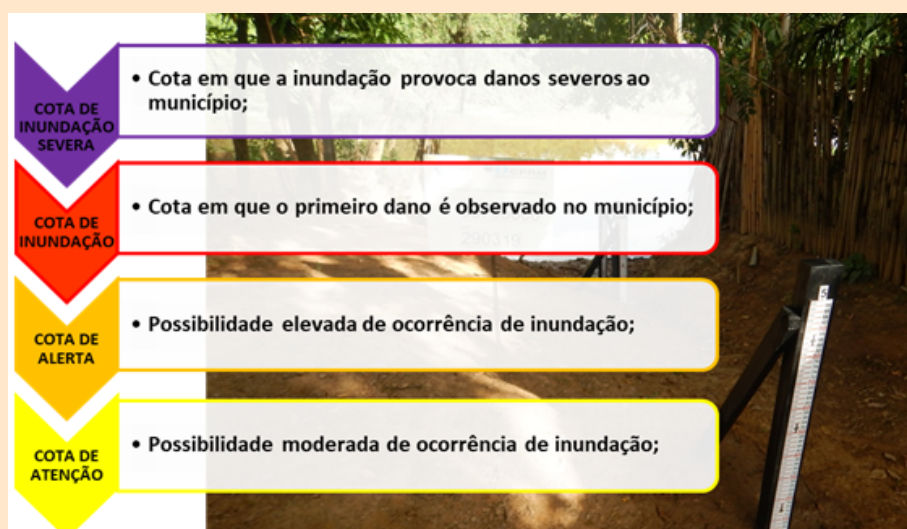 COTA DE
INUNDAÇÃO
SEVERA
• Cota em que a inundação provoca danos severos ao
município;
COTA DE
INUNDAÇÃO
• Cota em que o primeiro dano é observado no município;
290319
COTA DE
ALERTA
• Possibilidade elevada de ocorrência de inundação;
5
COTA DE
ATENÇÃO
• Possibilidade moderada de ocorrência de inundação;